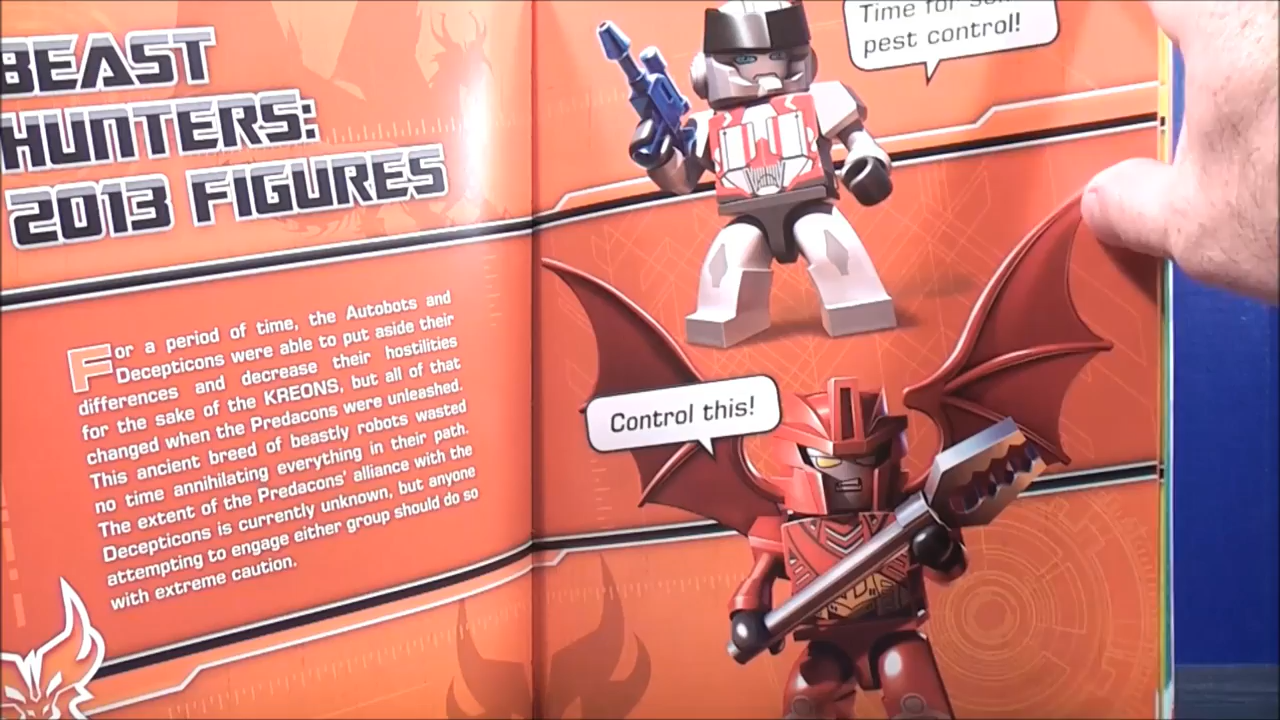 BEAST
HUNTERS:
2013 FIGURES
For a period of time, the Autobots and
Decepticons were able to put aside their
differences and decrease their hostilities
for the sake of the KREONS, but all of that
changed when the Predacons were unleashed.
This ancient breed of beastly robots wasted
no time annihilating everything in their path.
The extent of the Predacons' alliance with the
Decepticons is currently unknown, but anyone
attempting to engage either group should do so
with extreme caution.
Time for
pest control!
Control this!